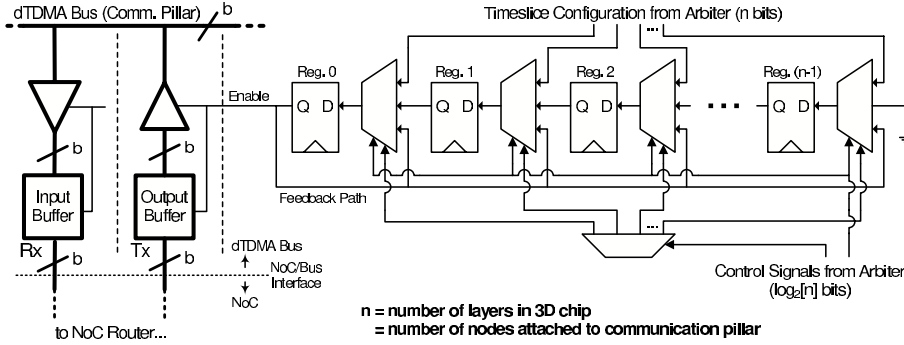 dTDMA Bus (Comm. Pillar)
b
Timeslice Configuration from Arbiter (n bits)
...
Reg. 0
Reg. 1
Reg. 2
Reg. (n-1)
Enable
Q D
Q D
Q D
Q D
b
b
Input
Buffer
Output
Buffer
Feedback Path
Rx
b
Tx
b
dTDMA Bus
NoC/Bus
Interface
NoC
...
Control Signals from Arbiter
(log2[n] bits)
to NoC Router...
n = number of layers in 3D chip
= number of nodes attached to communication pillar